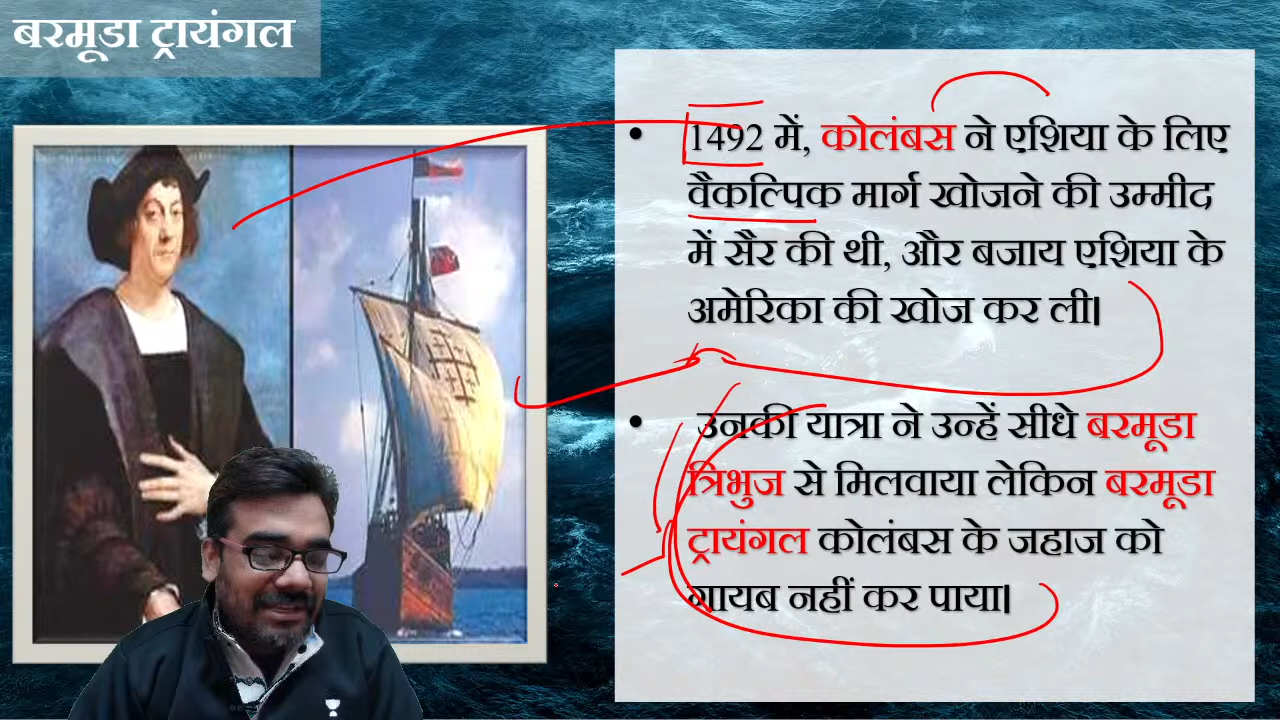 बरमूडा ट्रायंगल
• 1492 में, कोलंबस ने एशिया के लिए
वैकल्पिक मार्ग खोजने की उम्मीद
में सैर की थी, और बजाय एशिया के
अमेरिका की खोज कर ली।
• उनकी यात्रा ने उन्हें सीधे बरमूडा
त्रिभुज से मिलवाया लेकिन बरमूडा
ट्रायंगल कोलंबस के जहाज को
गायब नहीं कर पाया।